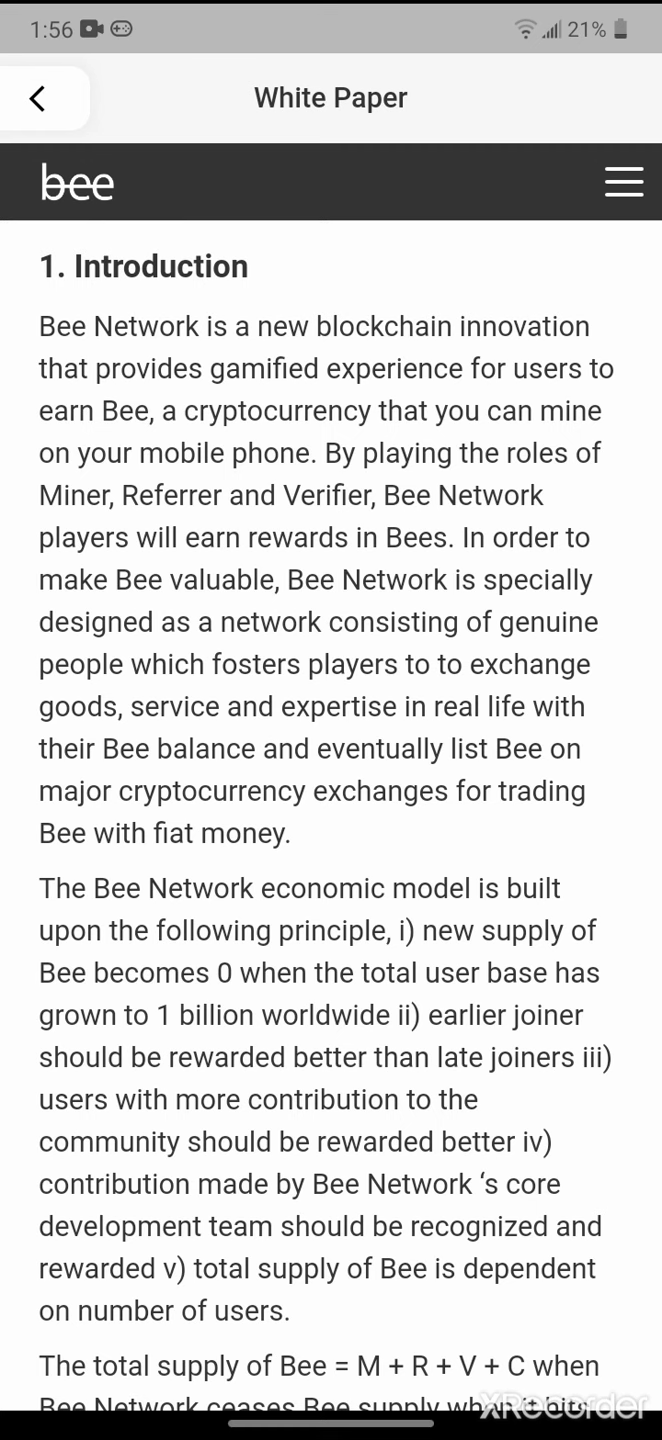 1:56
21%
White Paper
bee
1. Introduction
Bee Network is a new blockchain innovation
that provides gamified experience for users to
earn Bee, a cryptocurrency that you can mine
on your mobile phone. By playing the roles of
Miner, Referrer and Verifier, Bee Network
players will earn rewards in Bees. In order to
make Bee valuable, Bee Network is specially
designed as a network consisting of genuine
people which fosters players to to exchange
goods, service and expertise in real life with
their Bee balance and eventually list Bee on
major cryptocurrency exchanges for trading
Bee with fiat money.
The Bee Network economic model is built
upon the following principle, i) new supply of
Bee becomes 0 when the total user base has
grown to 1 billion worldwide ii) earlier joiner
should be rewarded better than late joiners iii)
users with more contribution to the
community should be rewarded better iv)
contribution made by Bee Network ‘s core
development team should be recognized and
rewarded v) total supply of Bee is dependent
on number of users.
The total supply of Bee = M + R + V + C when
Bee Network ceases Bee supply when it hits
XRecorder